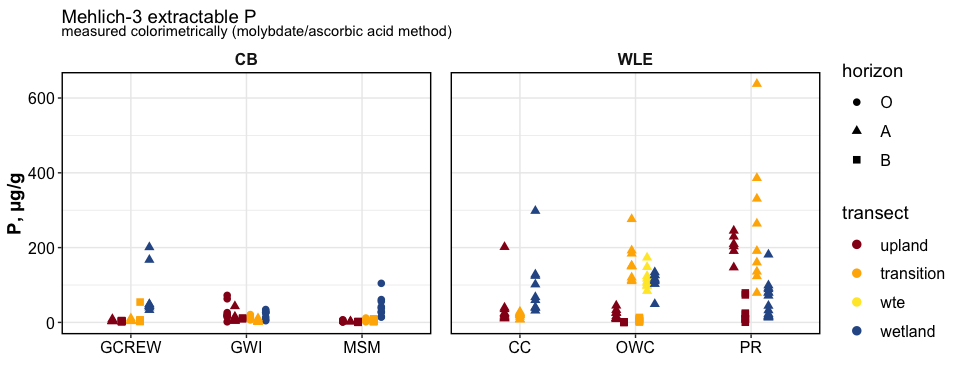 Mehlich-3 extractable P
measured colorimetrically (molybdate/ascorbic acid method)
CB
WLE
P, µg/g
600
400
200
0
GCREW
GWI
MSM
CC
OWC
PR
horizon
O
A
B
transect
upland
transition
wte
wetland